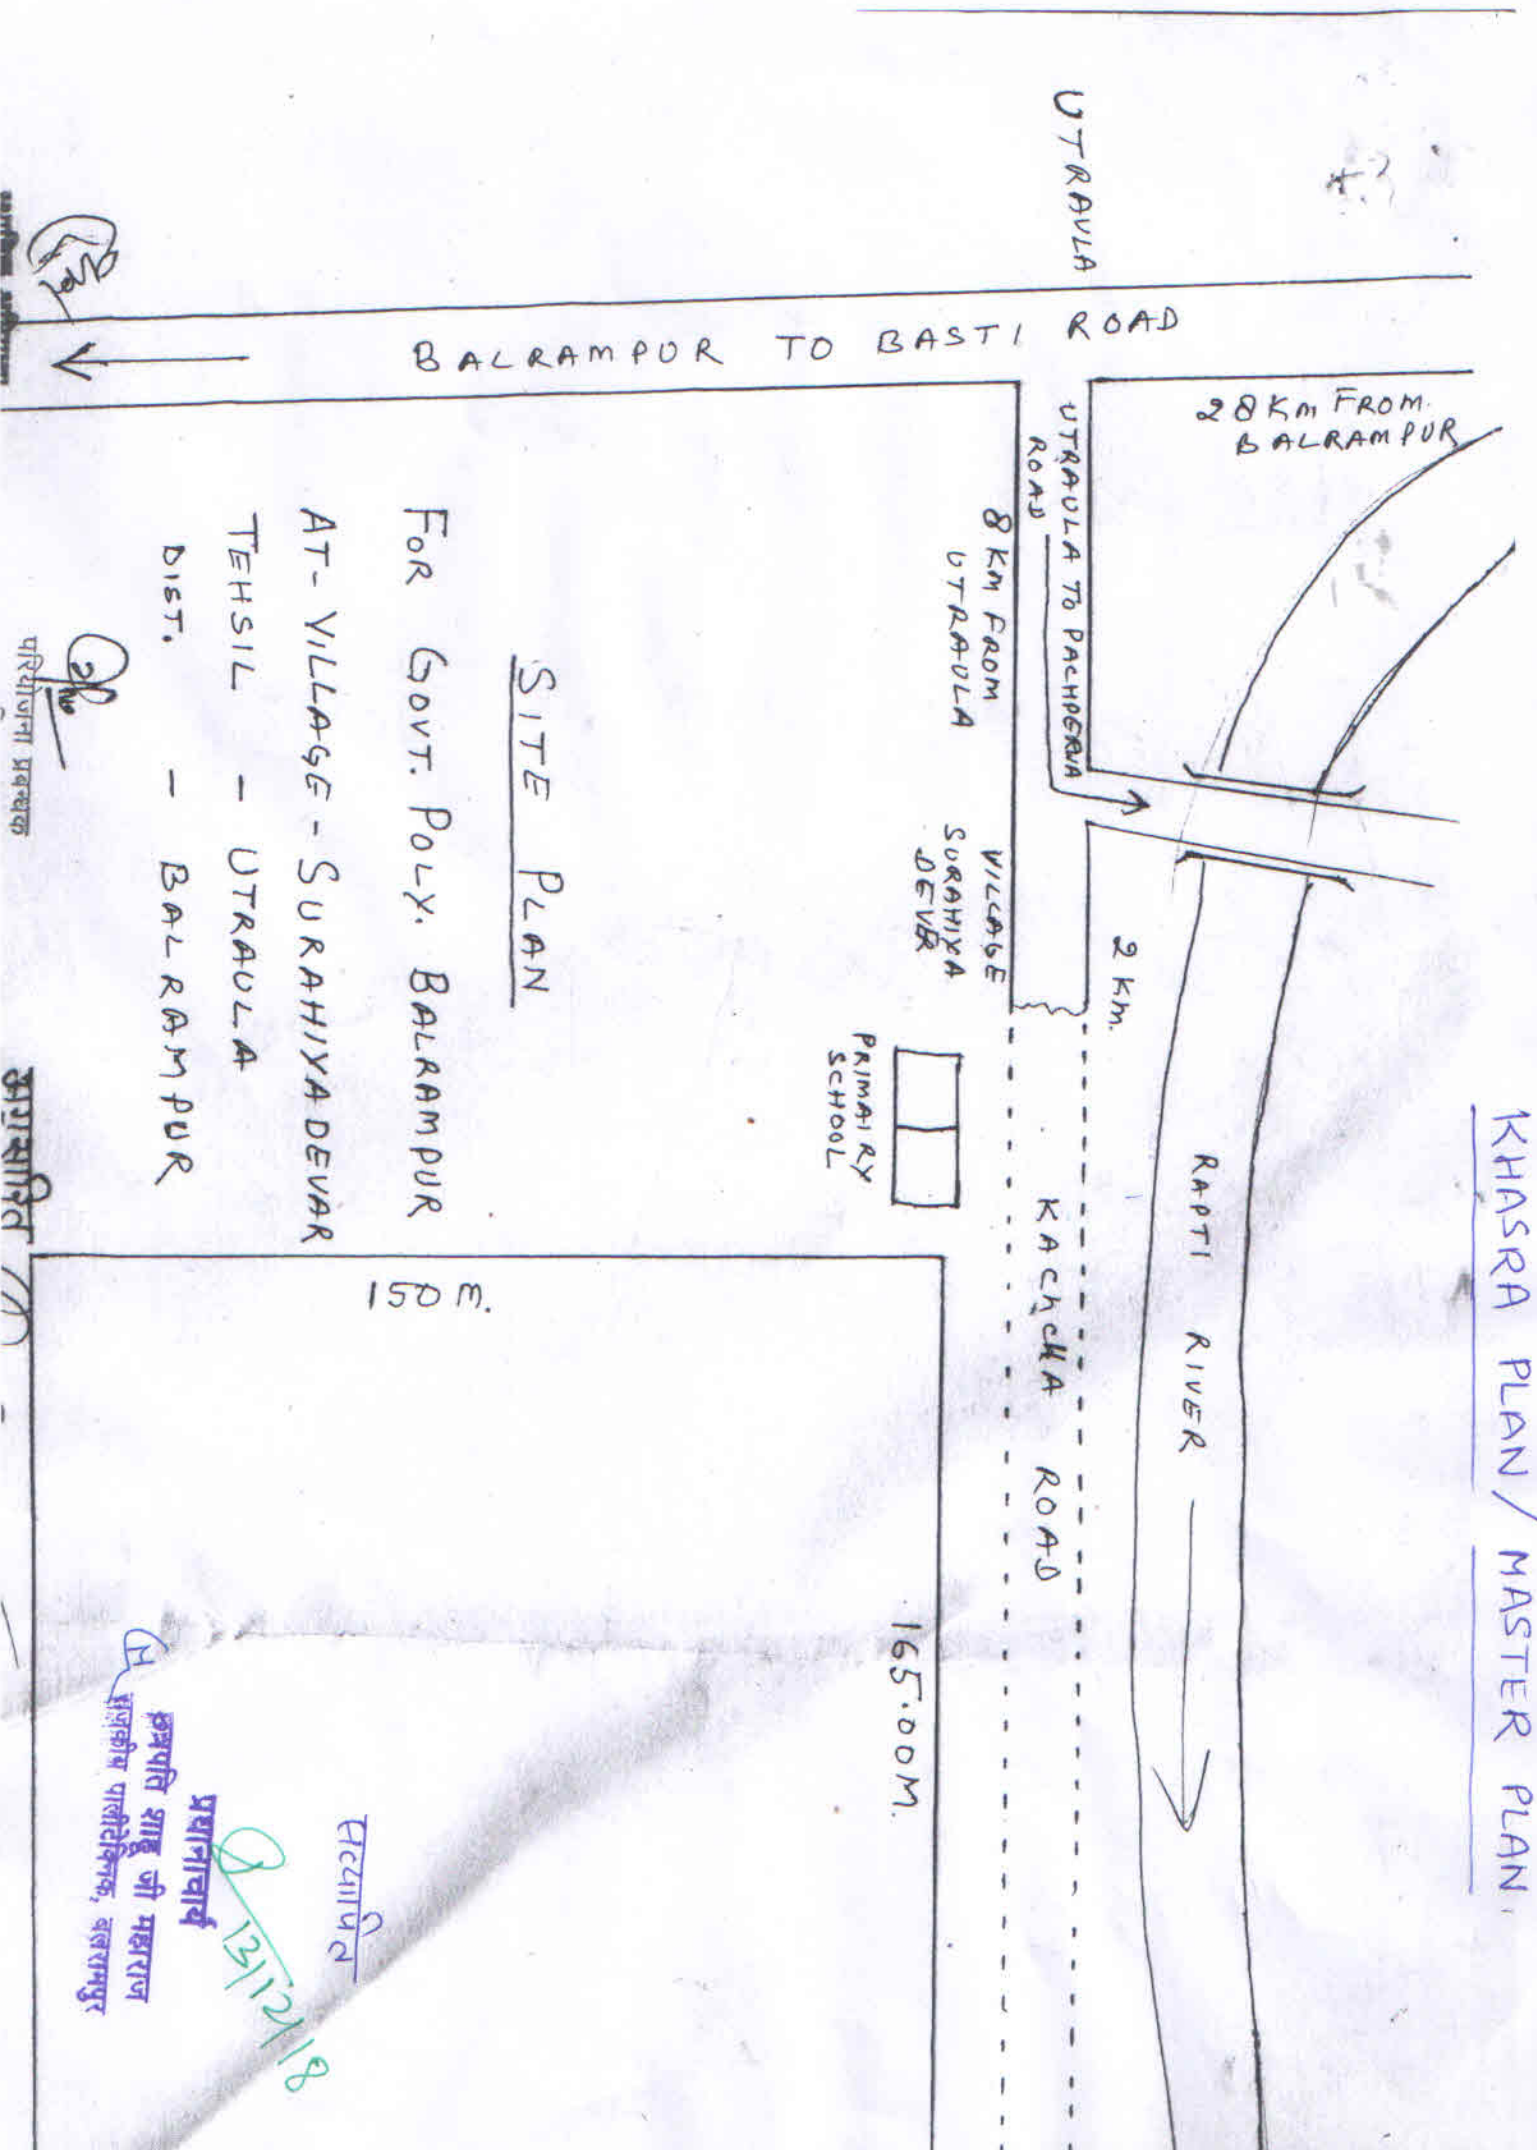 KHASRA PLAN / MASTER PLAN.
28 KM FROM.
BALRAMPUR
UTRAULA
BALRAMPUR TO BASTI ROAD
UTRAULA TO PACHPERWA
ROAD
8 KM FROM
UTRAULA
VILLAGE
SURAHIYA
DEVER
2 KM.
RAPTI RIVER
KACHCHA ROAD
PRIMAIRY
SCHOOL
165.00M.
150 M.
SITE PLAN
FOR GOVT. POLY. BALRAMPUR
AT- VILLAGE - SURAHIYADEVAR
TEHSIL - UTRAULA
DIST. - BALRAMPUR
सत्यापित
13/12/18
प्रधानाचार्य
छत्रपति शाहू जी महाराज
राजकीय पालीटेक्निक, बलरामपुर
परियोजना प्रबन्धक